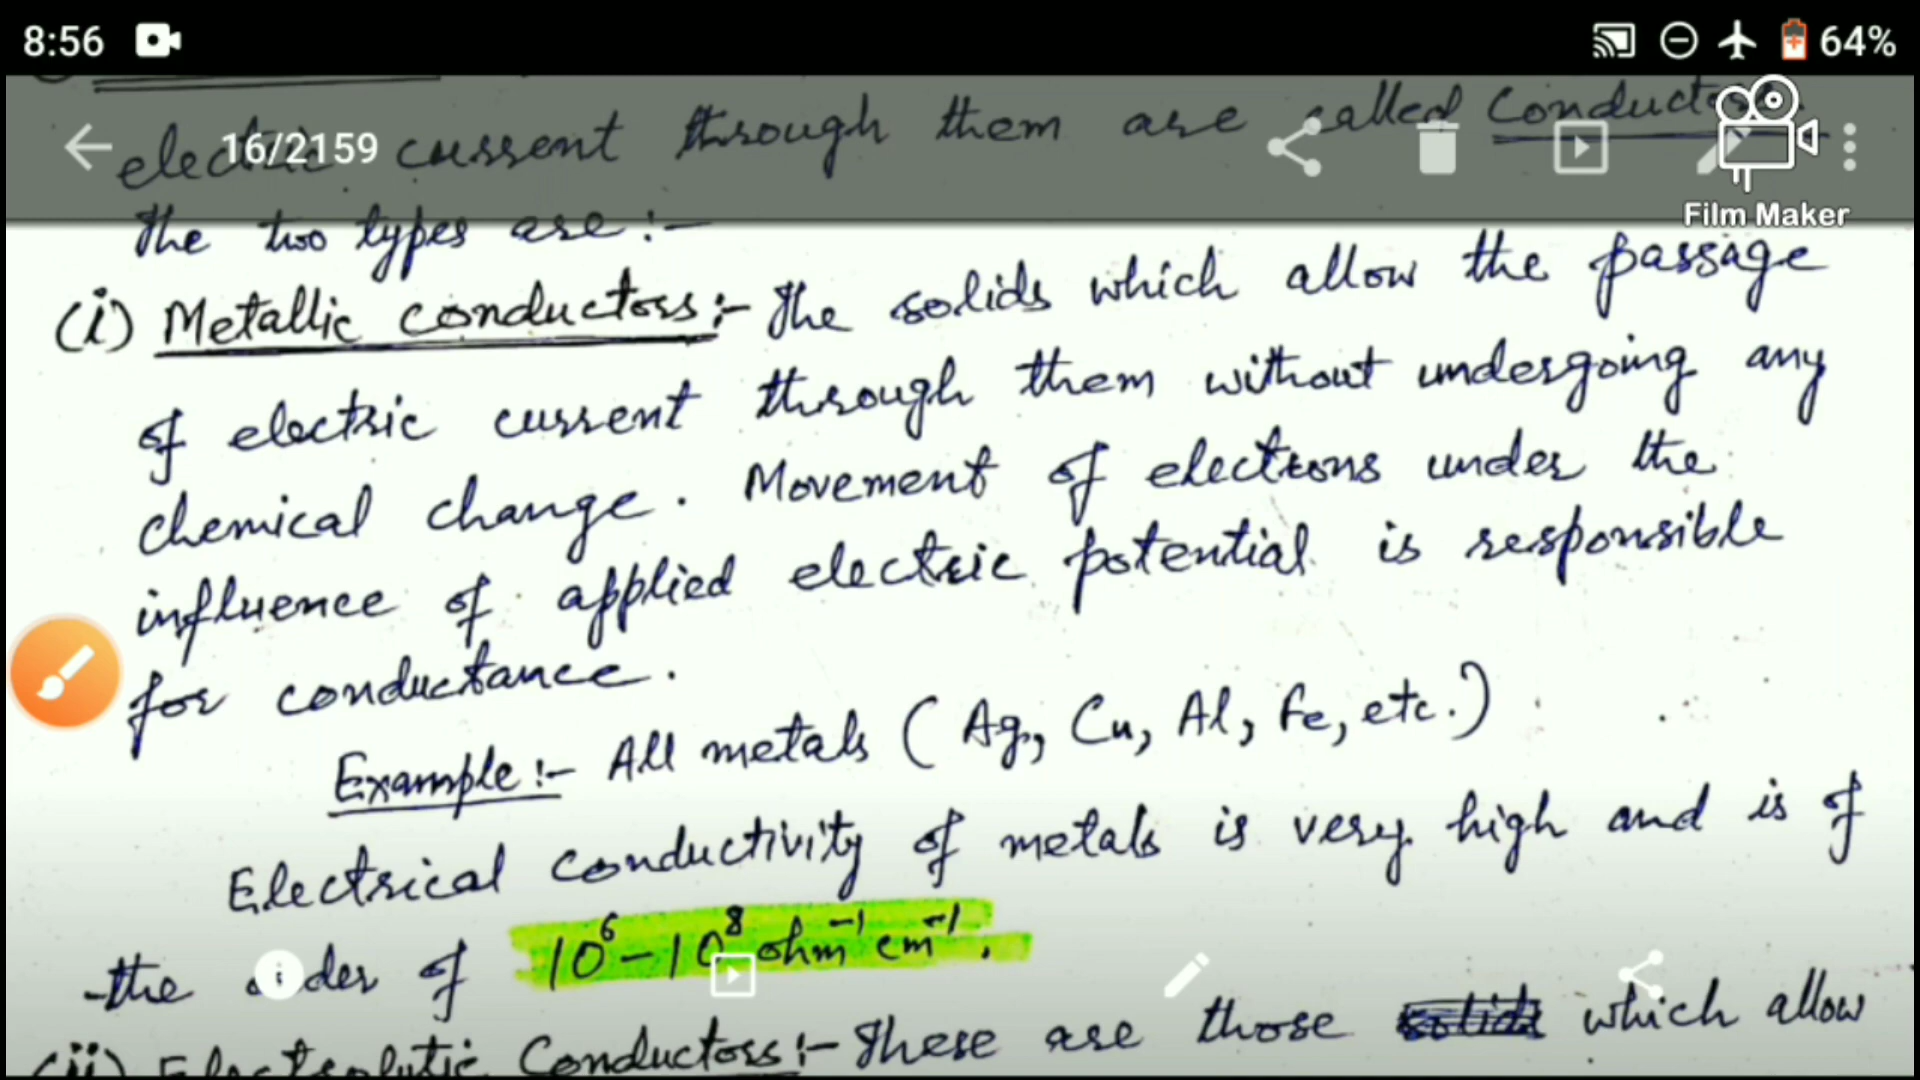 8:56 64%
16/2159
electric current through them are called Conductors.
Film Maker
The two types are :-
(i) Metallic conductors :- The solids which allow the passage
of electric current through them without undergoing any
chemical change. Movement of electrons under the
influence of applied electric potential is responsible
for conductance.
Example :- All metals ( Ag, Cu, Al, Fe, etc. )
Electrical conductivity of metals is very high and is of
the order of 10⁶ – 10⁸ ohm⁻¹ cm⁻¹.
(ii) Electrolytic Conductors :- These are those which allow